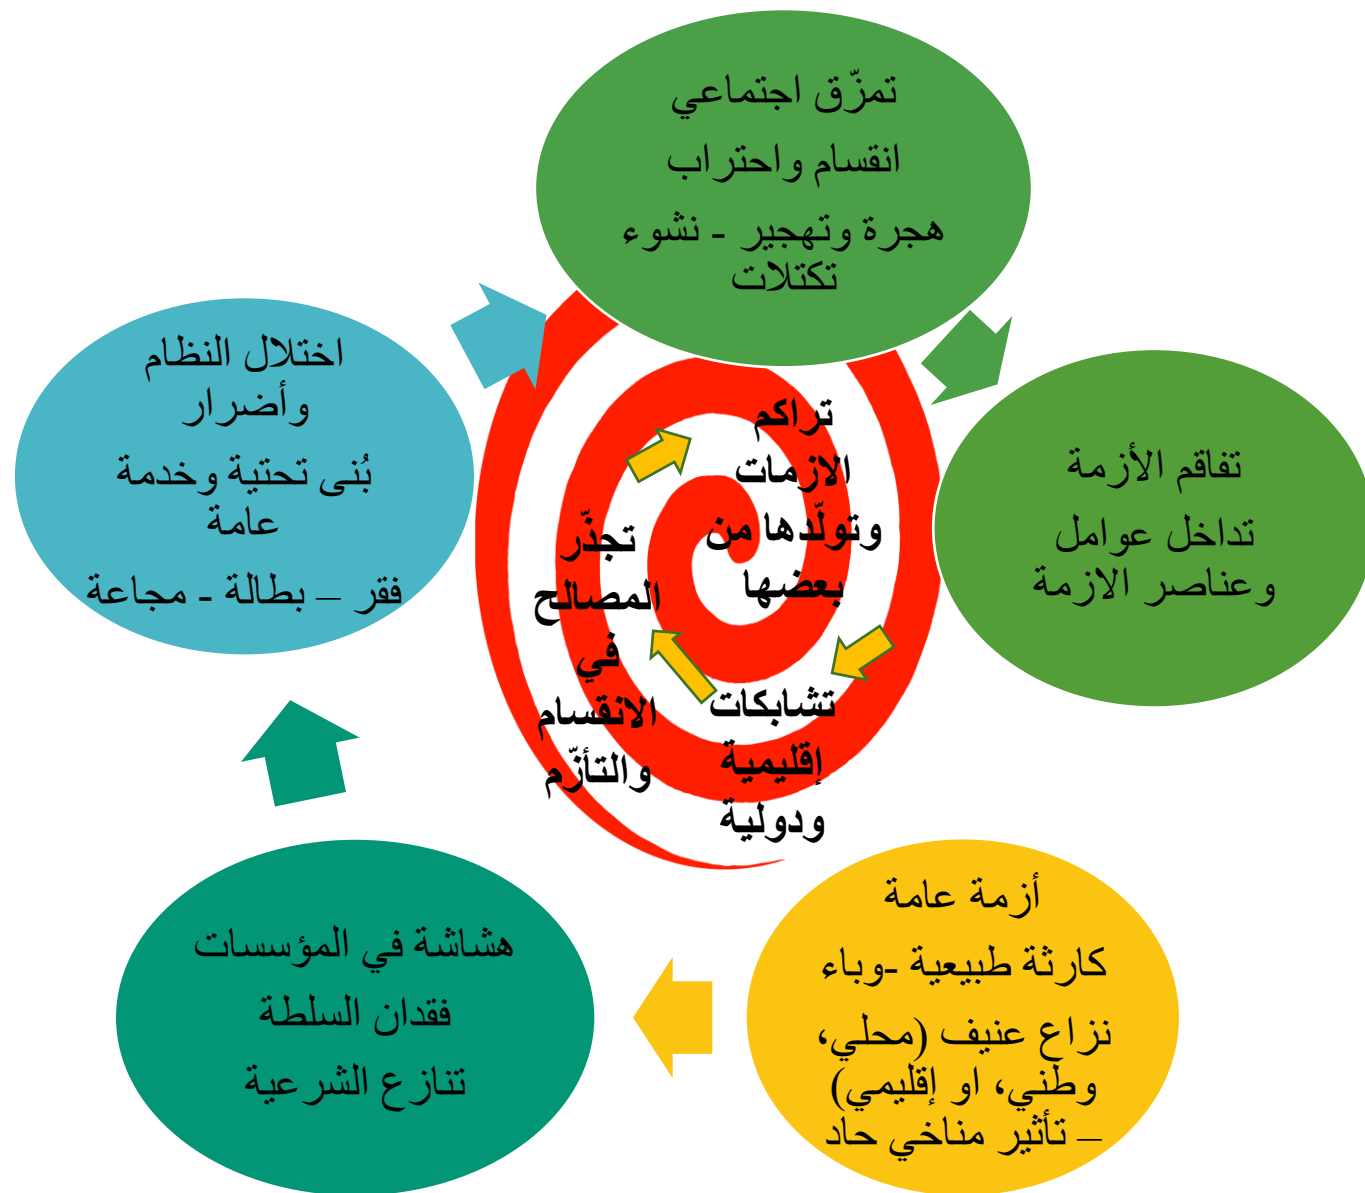 تمزّق اجتماعي
انقسام واحتراب
هجرة وتهجير - نشوء
تكتلات
تفاقم الأزمة
تداخل عوامل
وعناصر الازمة
أزمة عامة
كارثة طبيعية -وباء
نزاع عنيف (محلي،
وطني، او إقليمي)
– تأثير مناخي حاد
هشاشة في المؤسسات
فقدان السلطة
تنازع الشرعية
اختلال النظام
وأضرار
بُنى تحتية وخدمة
عامة
فقر – بطالة - مجاعة
تراكم
الازمات
وتولّدها من
بعضها
تشابكات
إقليمية
ودولية
تجذّر
المصالح
في
الانقسام
والتأزّم